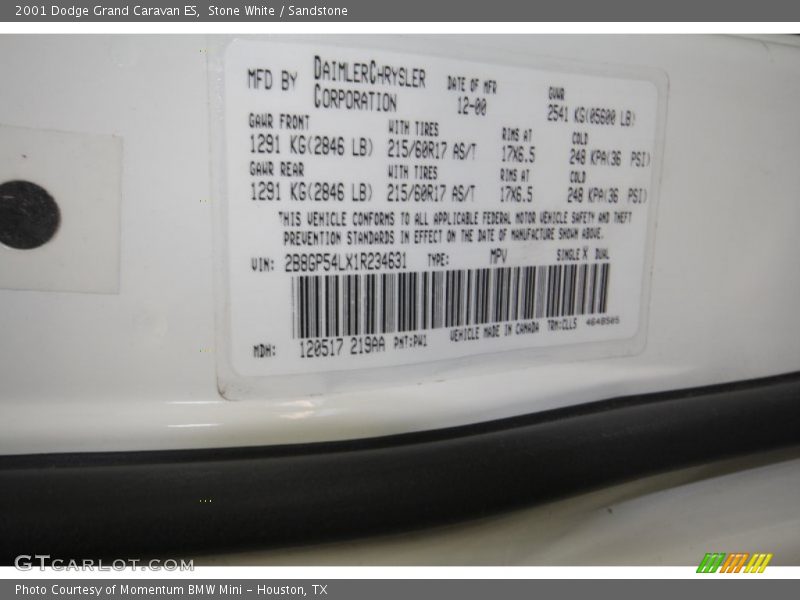 2001 Dodge Grand Caravan ES, Stone White / Sandstone
MFD BY DAIMLERCHRYSLER CORPORATION DATE OF MFR 12-00 GVWR 2541 KG(05600 LB)
GAWR FRONT WITH TIRES RIMS AT COLD
1291 KG(2846 LB) 215/60R17 AS/T 17X6.5 248 KPA(36 PSI)
GAWR REAR WITH TIRES RIMS AT COLD
1291 KG(2846 LB) 215/60R17 AS/T 17X6.5 248 KPA(36 PSI)
THIS VEHICLE CONFORMS TO ALL APPLICABLE FEDERAL MOTOR VEHICLE SAFETY AND THEFT
PREVENTION STANDARDS IN EFFECT ON THE DATE OF MANUFACTURE SHOWN ABOVE.
VIN: 2B8GP54LX1R234631 TYPE: MPV SINGLE X DUAL
MDH: 120517 219AA PNT:PW1 VEHICLE MADE IN CANADA TRM:CLL5 4648505
GTCARLOT.COM
Photo Courtesy of Momentum BMW Mini - Houston, TX